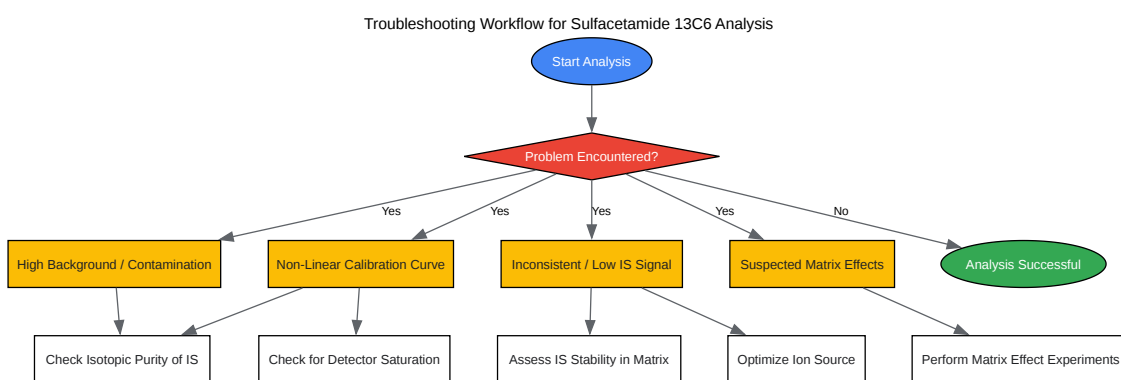 Troubleshooting Workflow for Sulfacetamide 13C6 Analysis
Start Analysis
Problem Encountered?
Yes
Yes
Yes
Yes
No
High Background / Contamination
Non-Linear Calibration Curve
Inconsistent / Low IS Signal
Suspected Matrix Effects
Analysis Successful
Check Isotopic Purity of IS
Check for Detector Saturation
Assess IS Stability in Matrix
Optimize Ion Source
Perform Matrix Effect Experiments